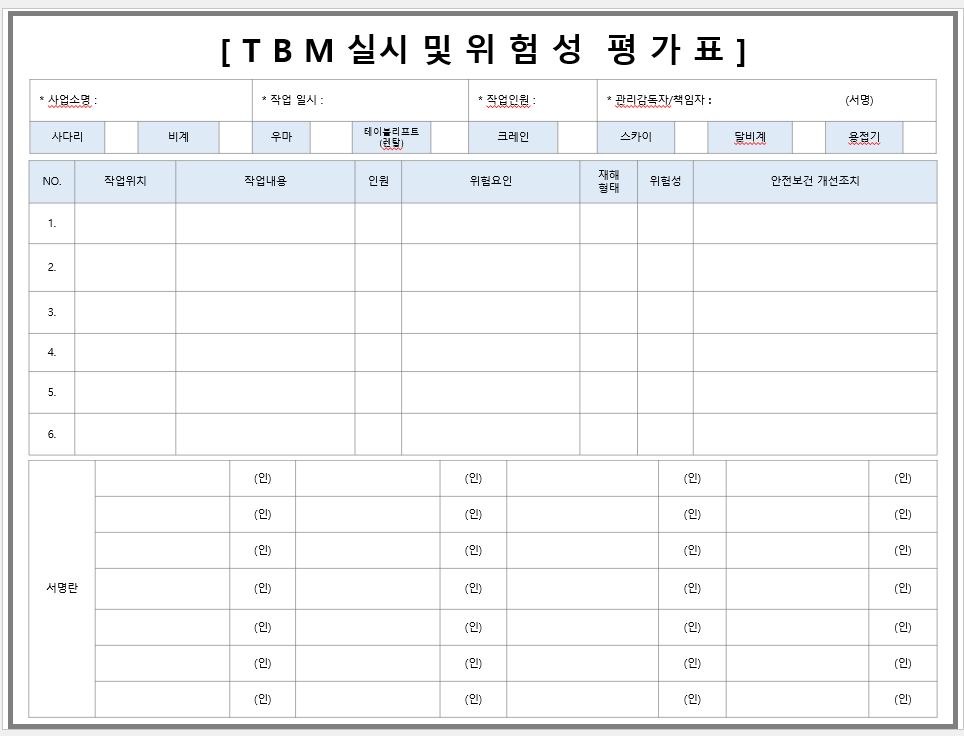 [ T B M 실시 및 위 험 성 평 가 표 ]
* 사업소명 : * 작업 일시 : * 작업인원 : * 관리감독자/책임자 : (서명)
사다리 비계 우마 테이블리프트 (렌탈) 크레인 스카이 달비계 용접기
NO. 작업위치 작업내용 인원 위험요인 재해 형태 위험성 안전보건 개선조치
1.
2.
3.
4.
5.
6.
(인) (인) (인) (인)
(인) (인) (인) (인)
(인) (인) (인) (인)
서명란 (인) (인) (인) (인)
(인) (인) (인) (인)
(인) (인) (인) (인)
(인) (인) (인) (인)